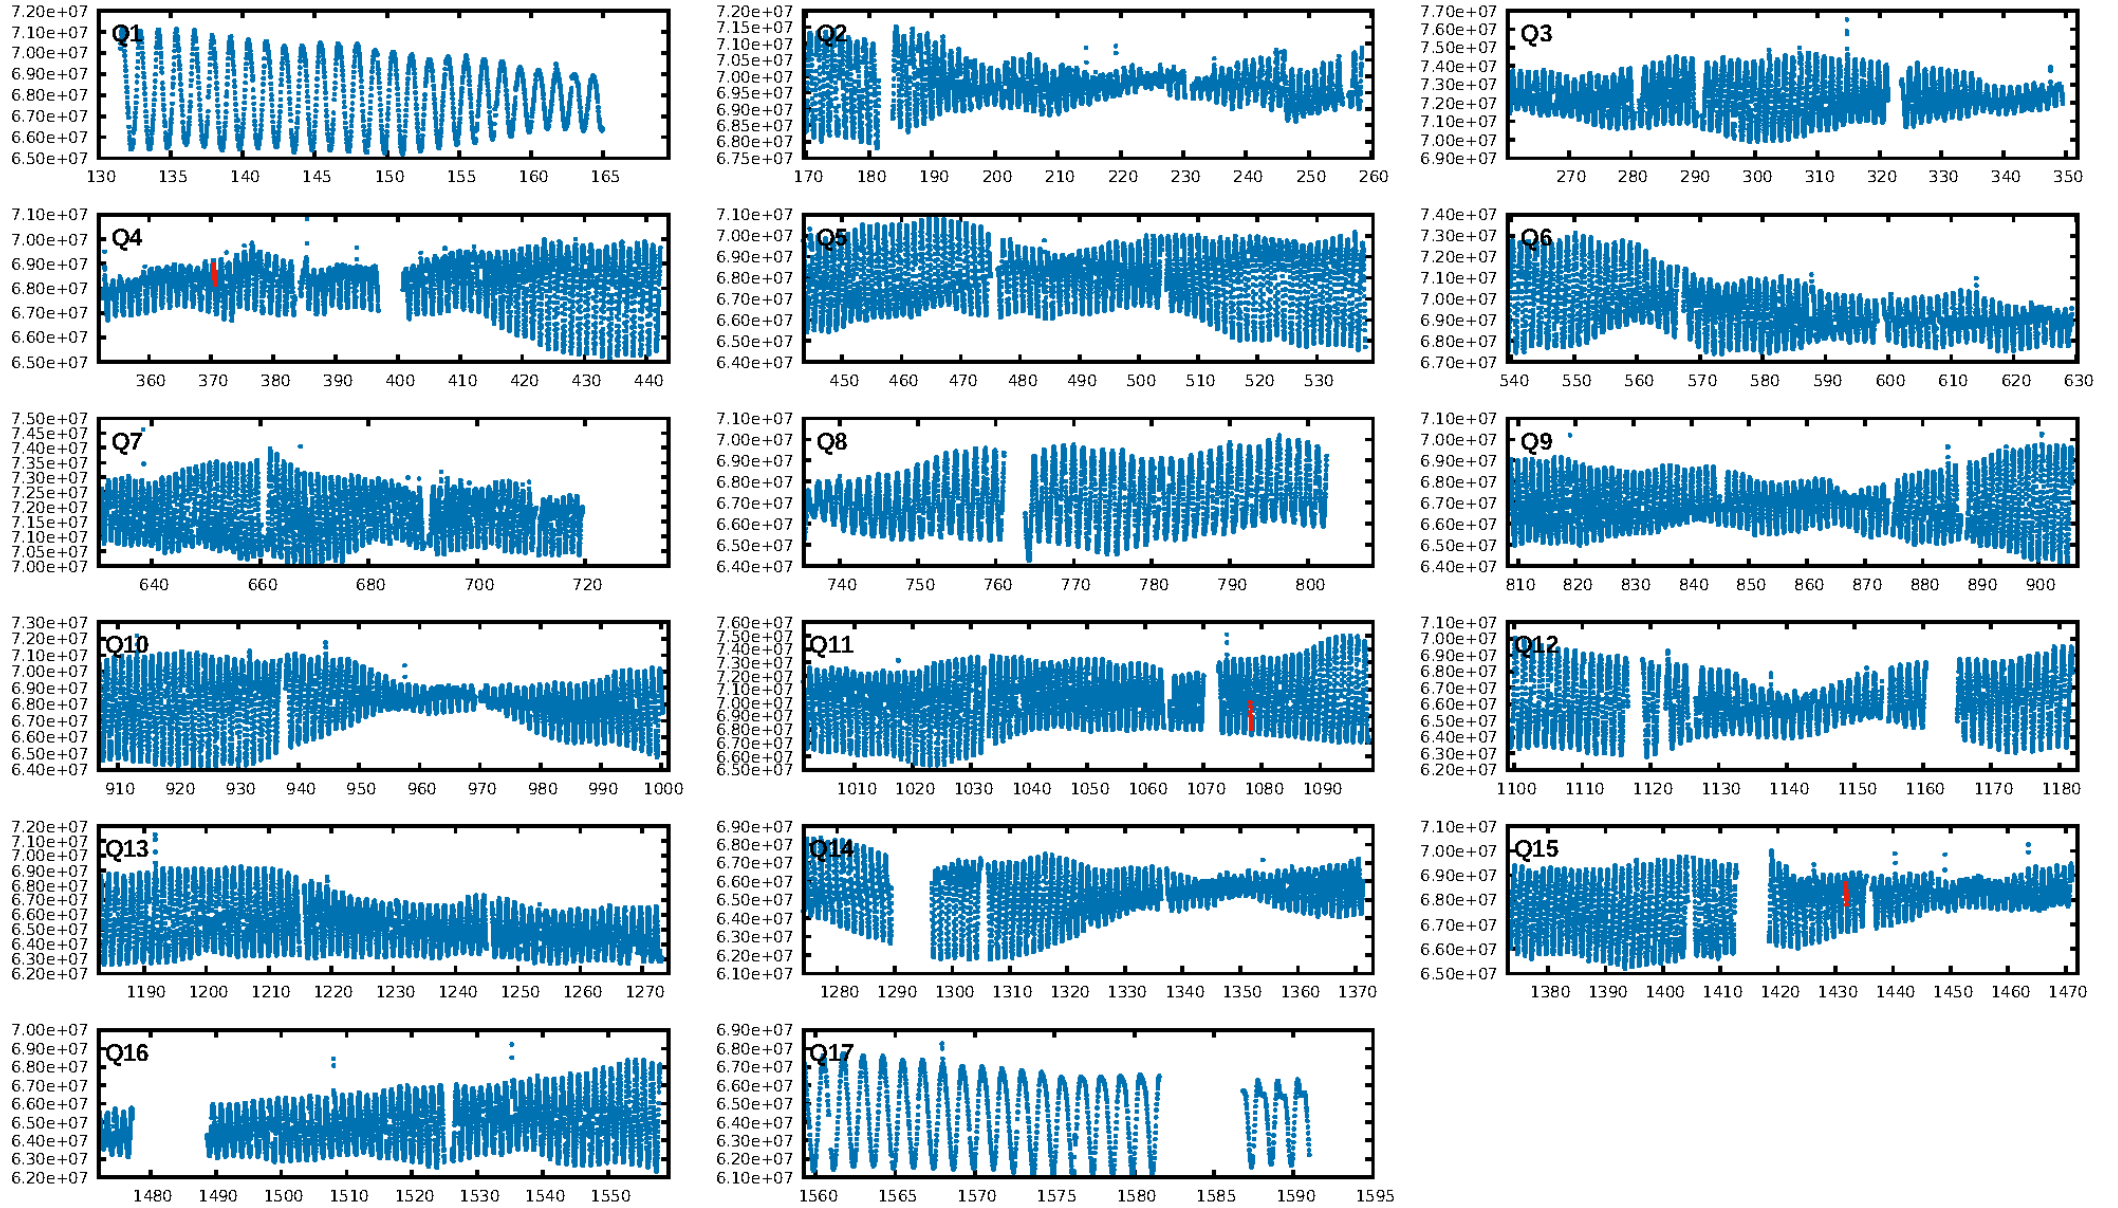 Q1
7.20e+07
7.10e+07
7.00e+07
6.90e+07
6.80e+07
6.70e+07
6.60e+07
6.50e+07
130 135 140 145 150 155 160 165
Q2
7.20e+07
7.15e+07
7.10e+07
7.05e+07
7.00e+07
6.95e+07
6.90e+07
6.85e+07
6.80e+07
6.75e+07
170 180 190 200 210 220 230 240 250 260
Q3
7.70e+07
7.60e+07
7.50e+07
7.40e+07
7.30e+07
7.20e+07
7.10e+07
7.00e+07
6.90e+07
270 280 290 300 310 320 330 340 350
Q4
7.10e+07
7.00e+07
6.90e+07
6.80e+07
6.70e+07
6.60e+07
6.50e+07
360 370 380 390 400 410 420 430 440
Q5
7.10e+07
7.00e+07
6.90e+07
6.80e+07
6.70e+07
6.60e+07
6.50e+07
6.40e+07
450 460 470 480 490 500 510 520 530
Q6
7.40e+07
7.30e+07
7.20e+07
7.10e+07
7.00e+07
6.90e+07
6.80e+07
6.70e+07
540 550 560 570 580 590 600 610 620 630
Q7
7.50e+07
7.45e+07
7.40e+07
7.35e+07
7.30e+07
7.25e+07
7.20e+07
7.15e+07
7.10e+07
7.05e+07
7.00e+07
640 660 680 700 720
Q8
7.10e+07
7.00e+07
6.90e+07
6.80e+07
6.70e+07
6.60e+07
6.50e+07
6.40e+07
740 750 760 770 780 790 800
Q9
7.10e+07
7.00e+07
6.90e+07
6.80e+07
6.70e+07
6.60e+07
6.50e+07
6.40e+07
810 820 830 840 850 860 870 880 890 900
Q10
7.30e+07
7.20e+07
7.10e+07
7.00e+07
6.90e+07
6.80e+07
6.70e+07
6.60e+07
6.50e+07
6.40e+07
910 920 930 940 950 960 970 980 990 1000
Q11
7.60e+07
7.50e+07
7.40e+07
7.30e+07
7.20e+07
7.10e+07
7.00e+07
6.90e+07
6.80e+07
6.70e+07
6.60e+07
6.50e+07
1010 1020 1030 1040 1050 1060 1070 1080 1090
Q12
7.10e+07
7.00e+07
6.90e+07
6.80e+07
6.70e+07
6.60e+07
6.50e+07
6.40e+07
6.30e+07
6.20e+07
1100 1110 1120 1130 1140 1150 1160 1170 1180
Q13
7.20e+07
7.10e+07
7.00e+07
6.90e+07
6.80e+07
6.70e+07
6.60e+07
6.50e+07
6.40e+07
6.30e+07
6.20e+07
1190 1200 1210 1220 1230 1240 1250 1260 1270
Q14
6.90e+07
6.80e+07
6.70e+07
6.60e+07
6.50e+07
6.40e+07
6.30e+07
6.20e+07
6.10e+07
1280 1290 1300 1310 1320 1330 1340 1350 1360 1370
Q15
7.10e+07
7.00e+07
6.90e+07
6.80e+07
6.70e+07
6.60e+07
6.50e+07
1380 1390 1400 1410 1420 1430 1440 1450 1460 1470
Q16
7.00e+07
6.90e+07
6.80e+07
6.70e+07
6.60e+07
6.50e+07
6.40e+07
6.30e+07
6.20e+07
1480 1490 1500 1510 1520 1530 1540 1550
Q17
6.90e+07
6.80e+07
6.70e+07
6.60e+07
6.50e+07
6.40e+07
6.30e+07
6.20e+07
6.10e+07
1560 1565 1570 1575 1580 1585 1590 1595